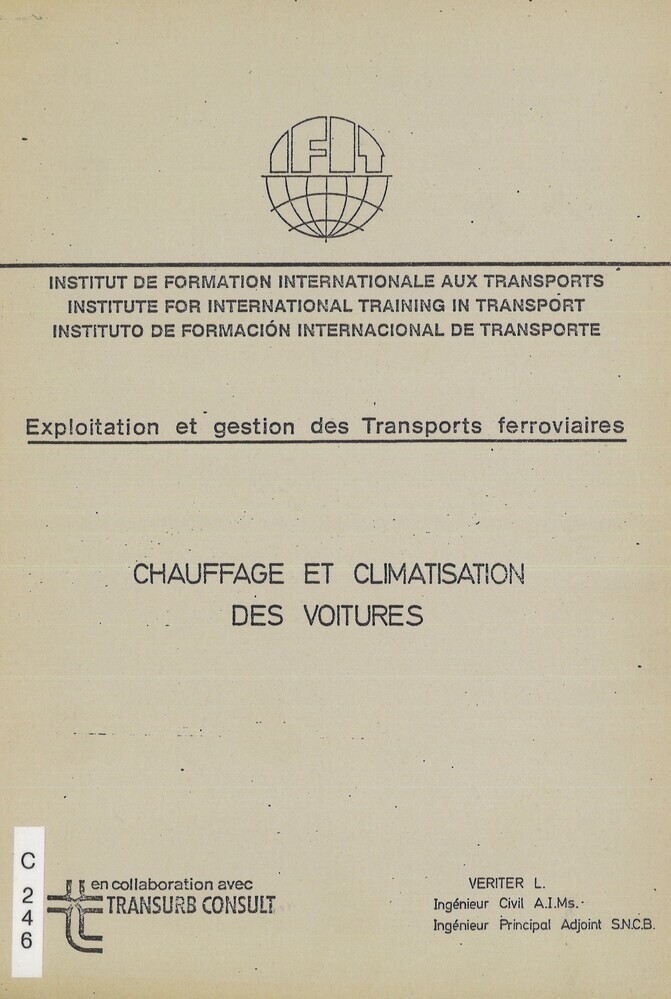 IFIT
INSTITUT DE FORMATION INTERNATIONALE AUX TRANSPORTS
INSTITUTE FOR INTERNATIONAL TRAINING IN TRANSPORT
INSTITUTO DE FORMACIÓN INTERNACIONAL DE TRANSPORTE
Exploitation et gestion des Transports ferroviaires
CHAUFFAGE ET CLIMATISATION
DES VOITURES
C
2
4
6
en collaboration avec
TRANSURB CONSULT
VERITER L.
Ingénieur Civil A.I.Ms.
Ingénieur Principal Adjoint S.N.C.B.